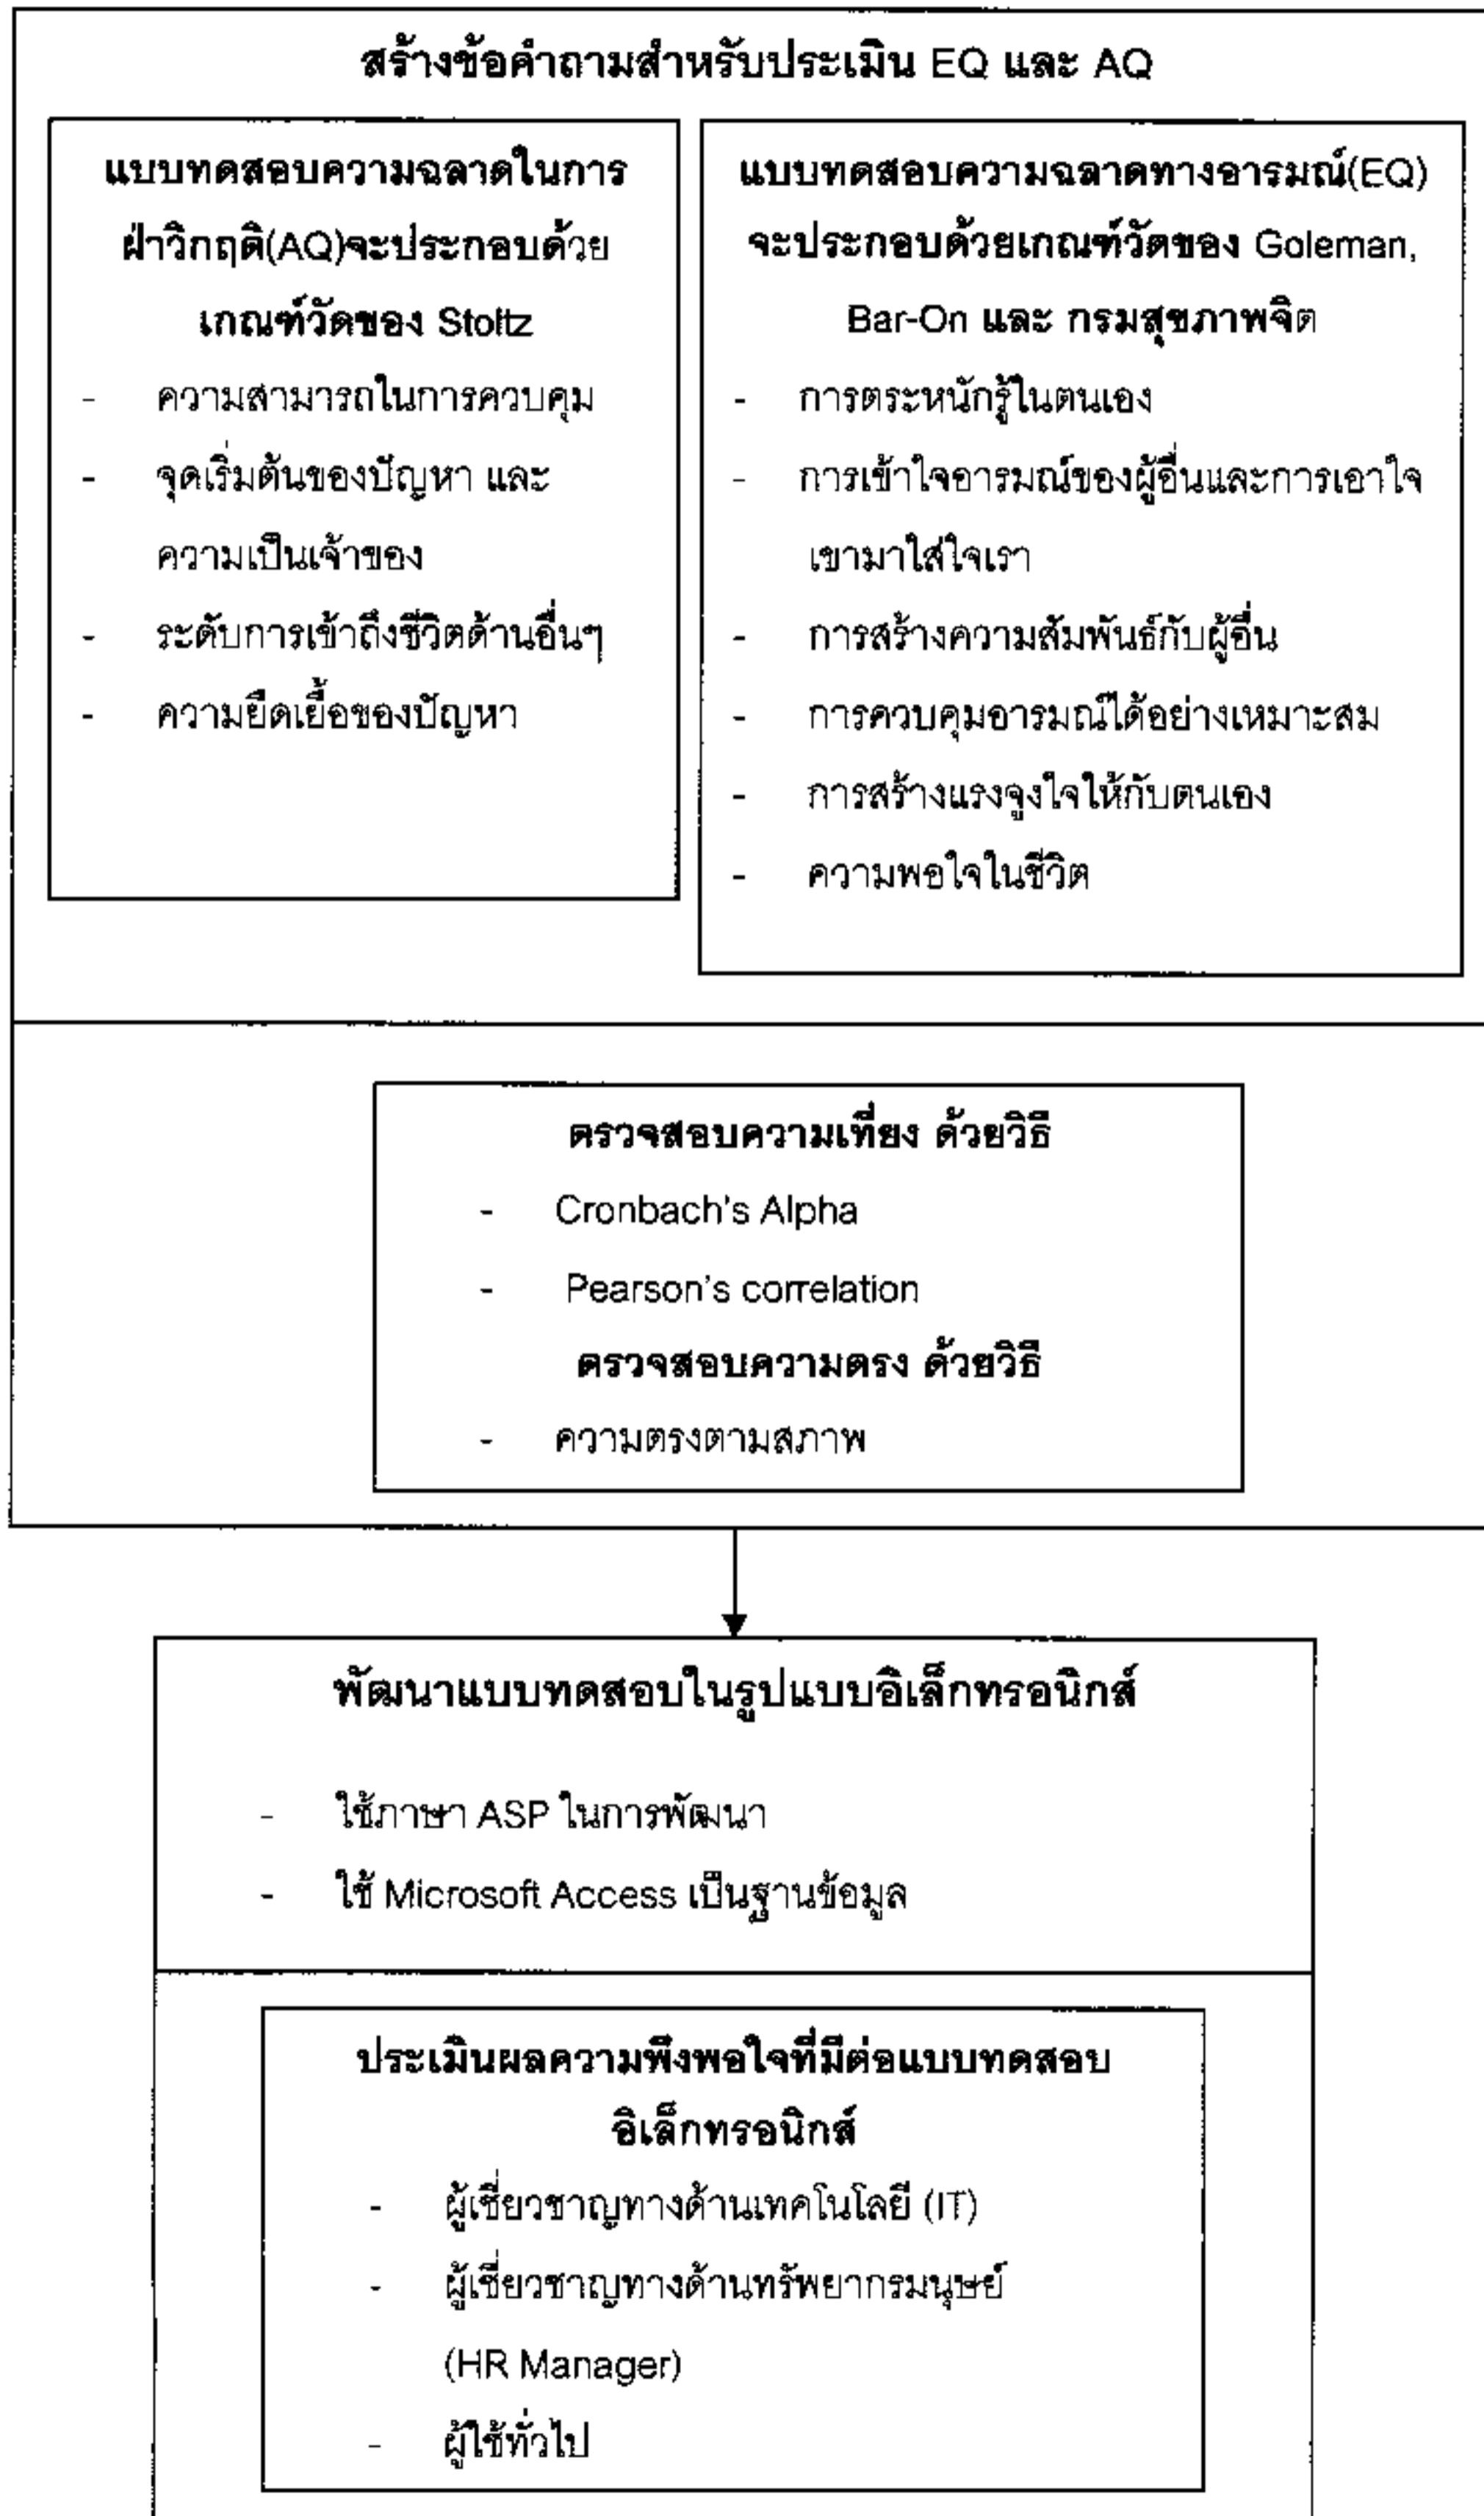 สร้างข้อคำถามสำหรับประเมิน EQ และ AQ
แบบทดสอบความฉลาดในการ
ฝ่าวิกฤติ(AQ)จะประกอบด้วย
เกณฑ์วัดของ Stoltz
- ความสามารถในการควบคุม
- จุดเริ่มต้นของปัญหา และ
ความเป็นเจ้าของ
- ระดับการเข้าถึงชีวิตด้านอื่นๆ
- ความยืดเยื้อของปัญหา
แบบทดสอบความฉลาดทางอารมณ์(EQ)
จะประกอบด้วยเกณฑ์วัดของ Goleman,
Bar-On และ กรมสุขภาพจิต
- การตระหนักรู้ในตนเอง
- การเข้าใจอารมณ์ของผู้อื่นและการเอาใจ
เขามาใส่ใจเรา
- การสร้างความสัมพันธ์กับผู้อื่น
- การควบคุมอารมณ์ได้อย่างเหมาะสม
- การสร้างแรงจูงใจให้กับตนเอง
- ความพอใจในชีวิต
ตรวจสอบความเที่ยง ด้วยวิธี
- Cronbach's Alpha
- Pearson's correlation
ตรวจสอบความตรง ด้วยวิธี
- ความตรงตามสภาพ
พัฒนาแบบทดสอบในรูปแบบอิเล็กทรอนิกส์
- ใช้ภาษา ASP ในการพัฒนา
- ใช้ Microsoft Access เป็นฐานข้อมูล
ประเมินผลความพึงพอใจที่มีต่อแบบทดสอบ
อิเล็กทรอนิกส์
- ผู้เชี่ยวชาญทางด้านเทคโนโลยี (IT)
- ผู้เชี่ยวชาญทางด้านทรัพยากรมนุษย์
(HR Manager)
- ผู้ใช้ทั่วไป